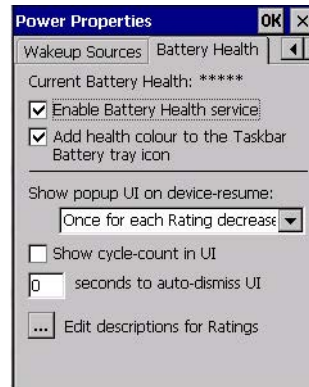 Power Properties OK ×
Wakeup Sources Battery Health
Current Battery Health: *****
Enable Battery Health service
Add health colour to the Taskbar
Battery tray icon
Show popup UI on device-resume:
Once for each Rating decrease
Show cycle-count in UI
0 seconds to auto-dismiss UI
... Edit descriptions for Ratings